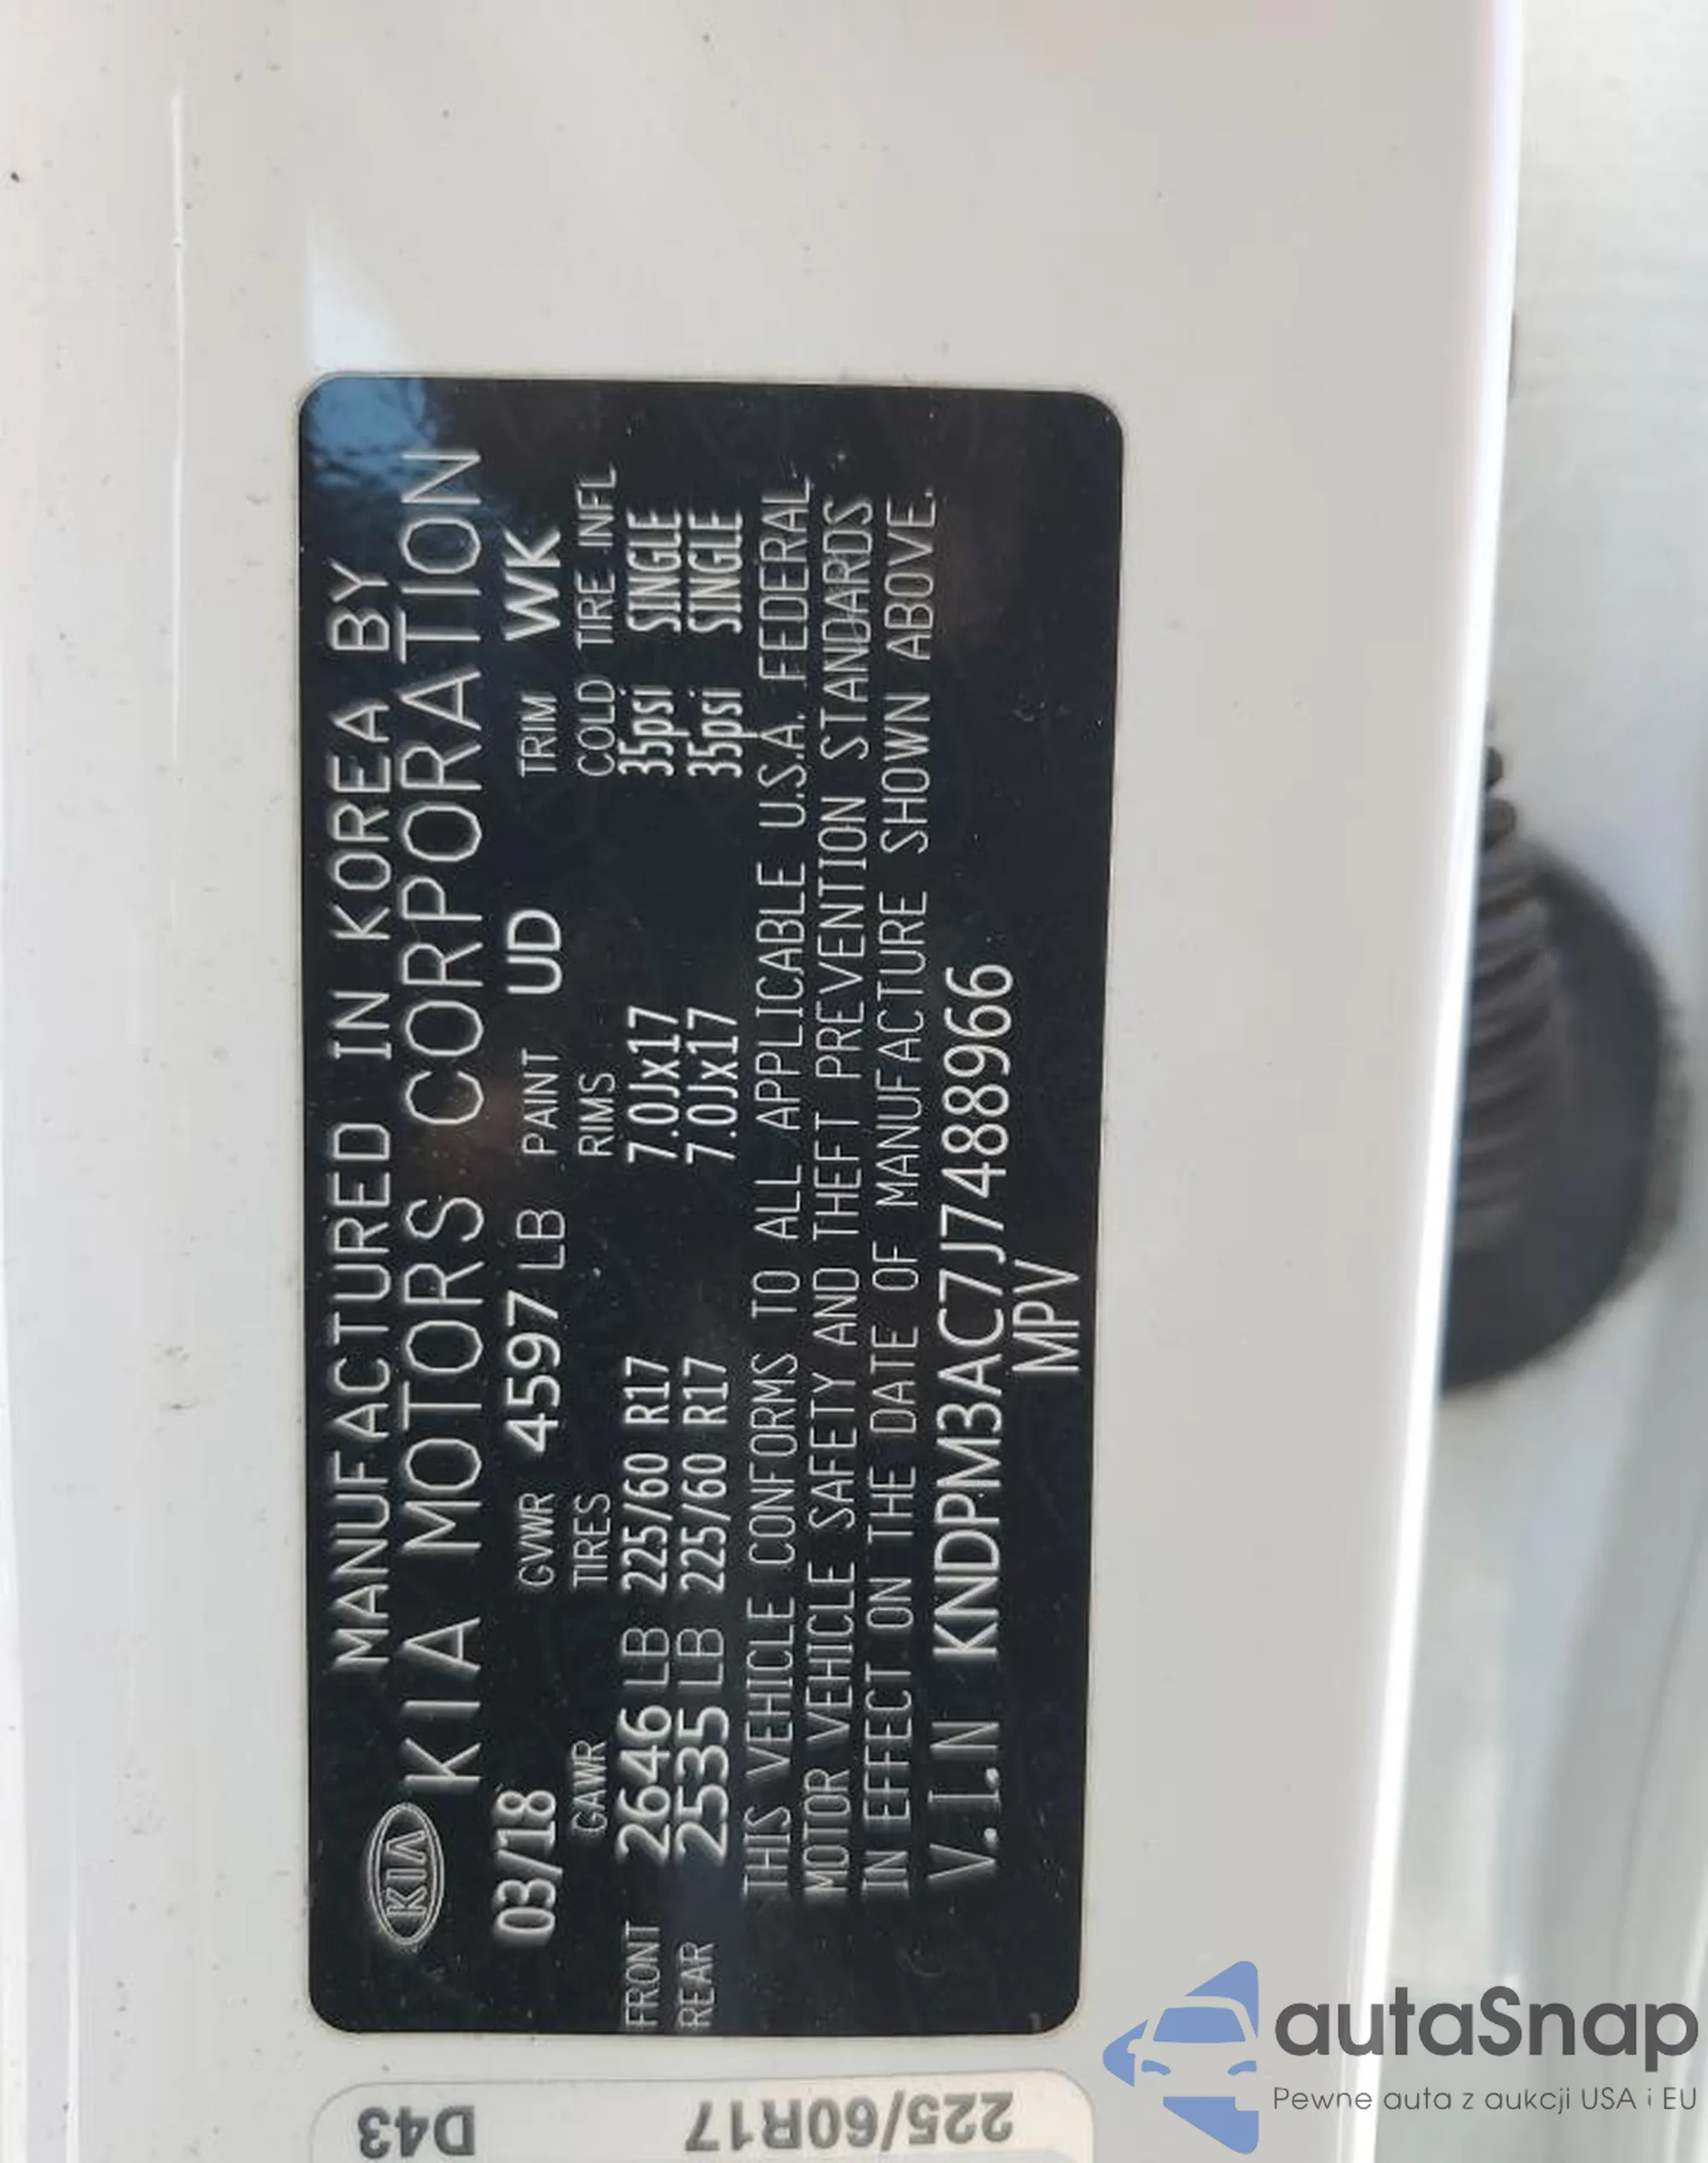 MANUFACTURED IN KOREA BY
KIA KIA MOTORS CORPORATION
03/18 GVWR 4597 LB PAINT UD TRIM WK
GAWR TIRES RIMS COLD TIRE INFL
FRONT 2646 LB 225/60 R17 7.0Jx17 35psi SINGLE
REAR 2535 LB 225/60 R17 7.0Jx17 35psi SINGLE
THIS VEHICLE CONFORMS TO ALL APPLICABLE U.S.A. FEDERAL
MOTOR VEHICLE SAFETY AND THEFT PREVENTION STANDARDS
IN EFFECT ON THE DATE OF MANUFACTURE SHOWN ABOVE.
V.I.N KNDPM3AC7J7488966
MPV
D43
225/60R17
autaSnap
Pewne auta z aukcji USA i EU